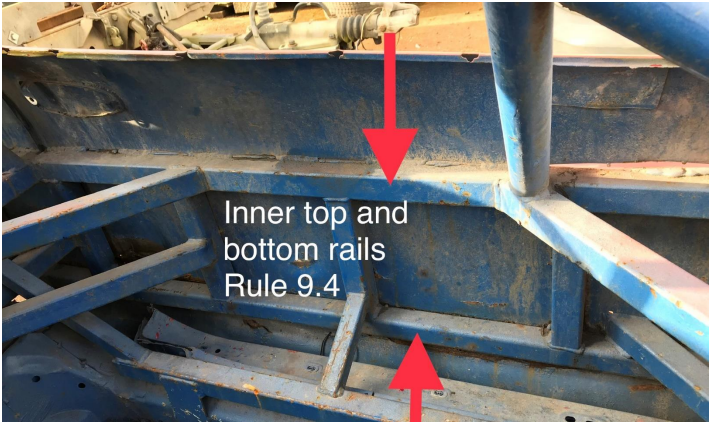 Inner top and
bottom rails
Rule 9.4